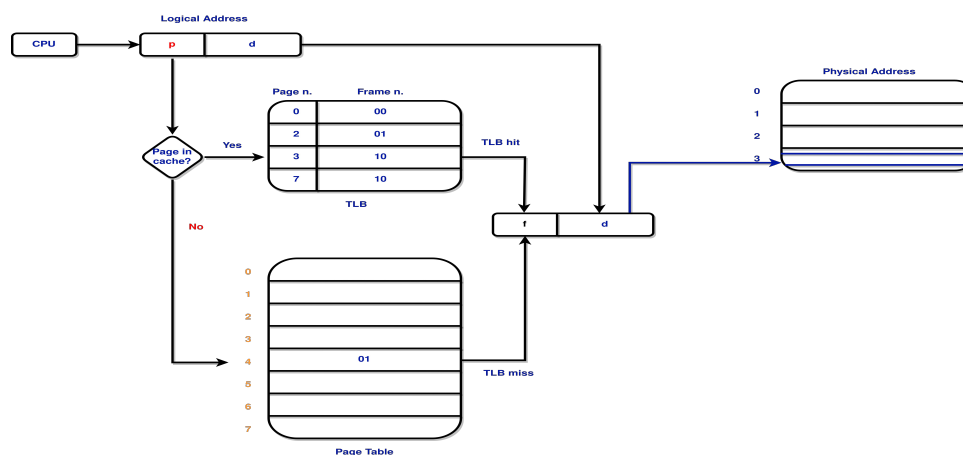 Logical Address
CPU
p d
Physical Address
0
1
2
3
Page n. Frame n.
0 00
2 01
3 10
7 10
TLB
Page in
cache?
Yes
No
TLB hit
f d
0
1
2
3
4 01
5
6
7
TLB miss
Page Table